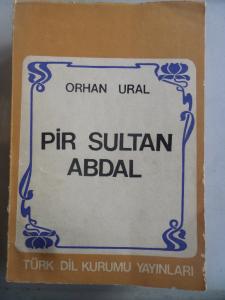 ORHAN URAL
PİR SULTAN
ABDAL
TÜRK DİL KURUMU YAYINLARI